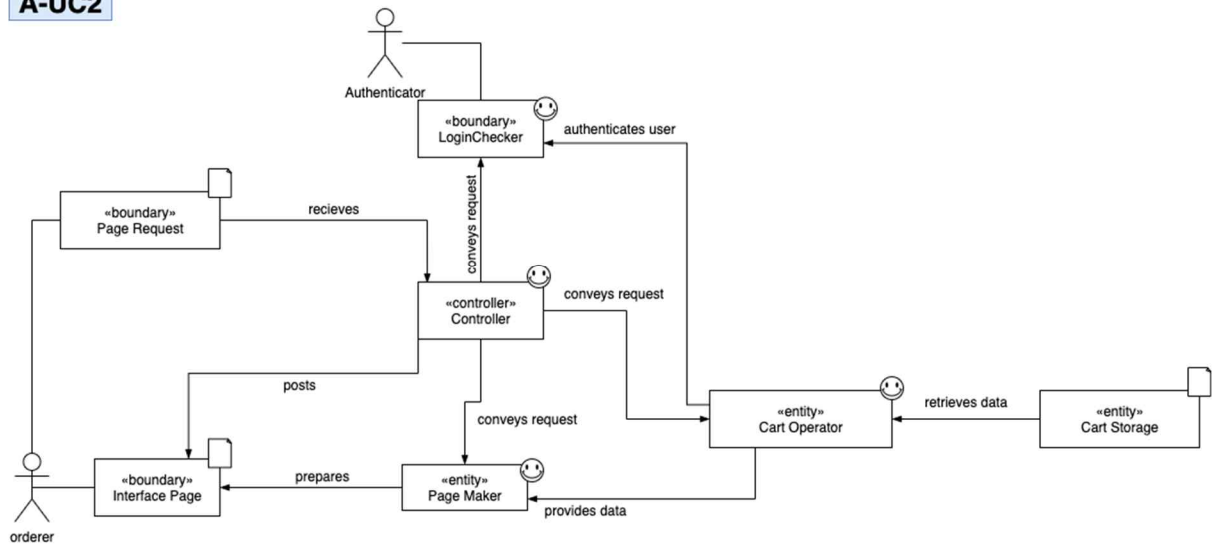 A-UC2
Authenticator
«boundary»
LoginChecker
authenticates user
«boundary»
Page Request
recieves
conveys request
«controller»
Controller
conveys request
posts
conveys request
«entity»
Cart Operator
retrieves data
«entity»
Cart Storage
«boundary»
Interface Page
prepares
«entity»
Page Maker
provides data
orderer